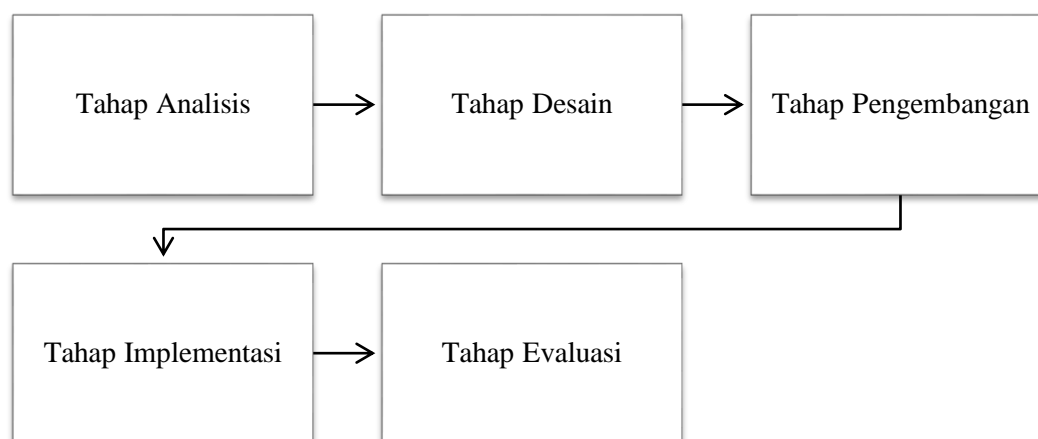 Tahap Analisis
Tahap Desain
Tahap Pengembangan
Tahap Implementasi
Tahap Evaluasi